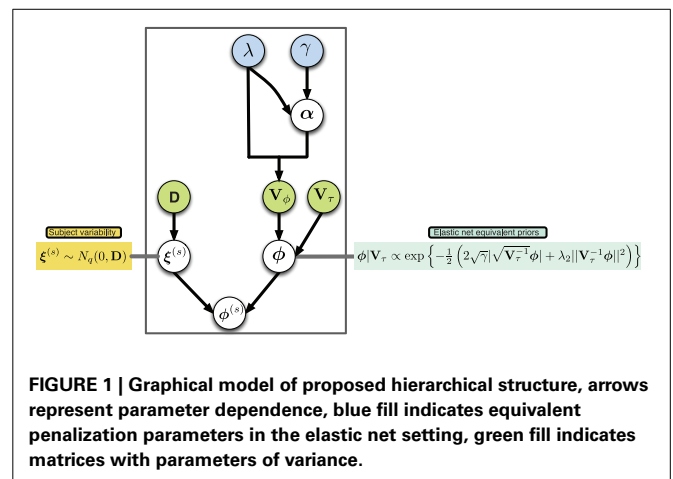 λ γ
α
D V_φ V_τ
Subject variability
ξ^(s) ∼ N_q(0, D)
ξ^(s) φ
Elastic net equivalent priors
φ|V_τ ∝ exp { −½ ( 2√γ|√V_τ^−1 φ| + λ_2||V_τ^−1 φ||² ) }
φ^(s)
FIGURE 1 | Graphical model of proposed hierarchical structure, arrows
represent parameter dependence, blue fill indicates equivalent
penalization parameters in the elastic net setting, green fill indicates
matrices with parameters of variance.